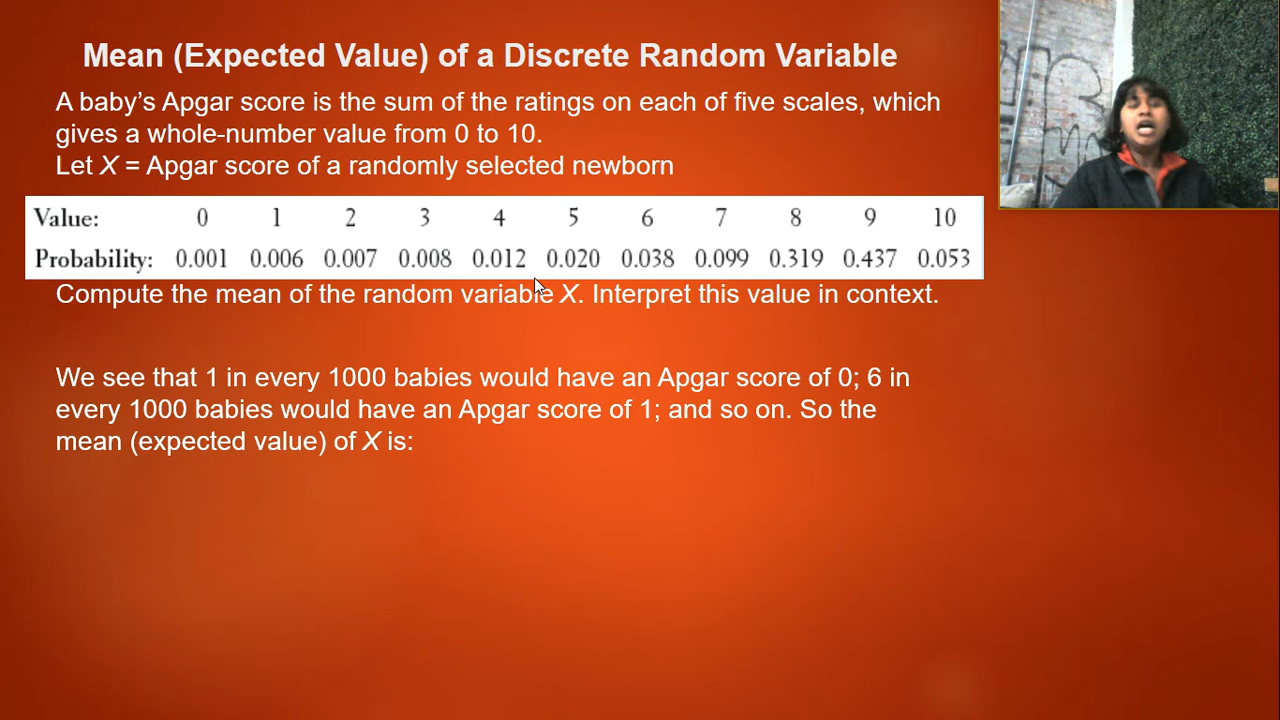 Mean (Expected Value) of a Discrete Random Variable
A baby’s Apgar score is the sum of the ratings on each of five scales, which
gives a whole-number value from 0 to 10.
Let X = Apgar score of a randomly selected newborn
Value: 0 1 2 3 4 5 6 7 8 9 10
Probability: 0.001 0.006 0.007 0.008 0.012 0.020 0.038 0.099 0.319 0.437 0.053
Compute the mean of the random variable X. Interpret this value in context.
We see that 1 in every 1000 babies would have an Apgar score of 0; 6 in
every 1000 babies would have an Apgar score of 1; and so on. So the
mean (expected value) of X is: